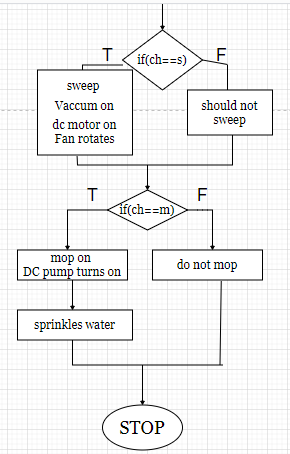 T
if(ch==s)
F
sweep
Vaccum on
dc motor on
Fan rotates
should not
sweep
T
if(ch==m)
F
mop on
DC pump turns on
do not mop
sprinkles water
STOP